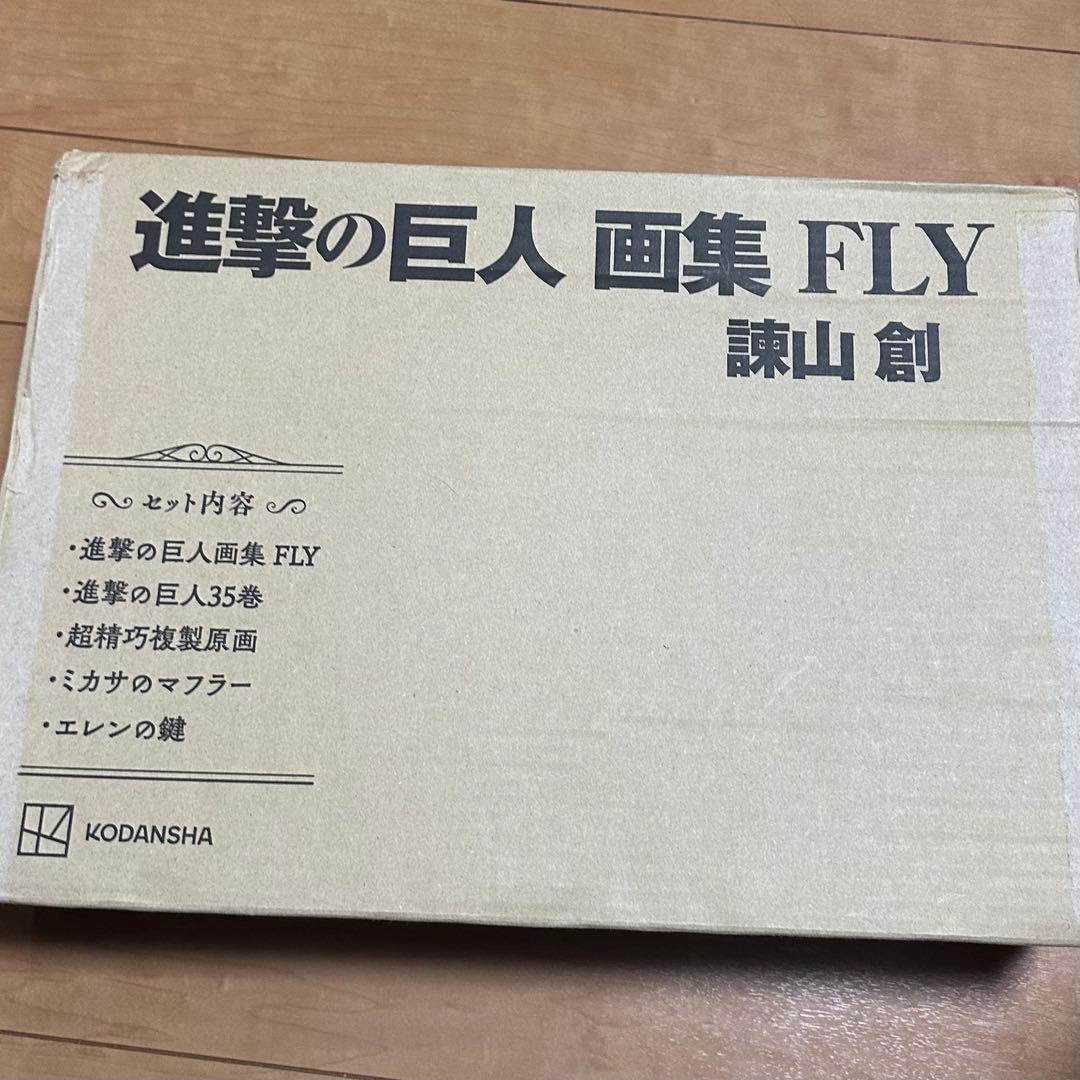 進撃の巨人 画集 FLY
諫山 創
セット内容
・進撃の巨人画集 FLY
・進撃の巨人35巻
・超精巧複製原画
・ミカサのマフラー
・エレンの鍵
KODANSHA